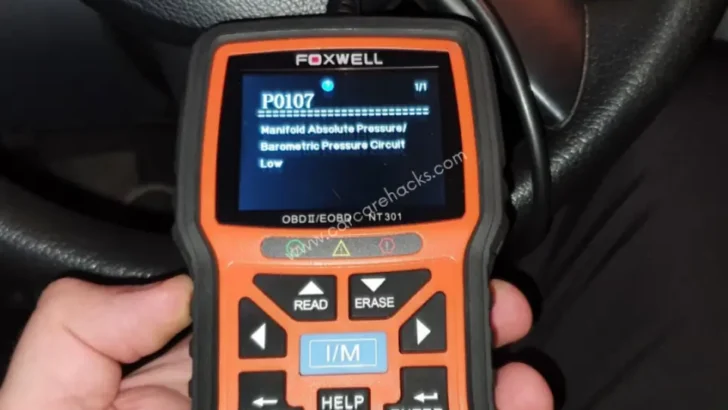 FOXWELL
1/1
P0107
Manifold Absolute Pressure/
Barometric Pressure Circuit
Low
www.carcarehacks.com
OBDII/EOBD NT301
READ
ERASE
I/M
HELP
ENTER